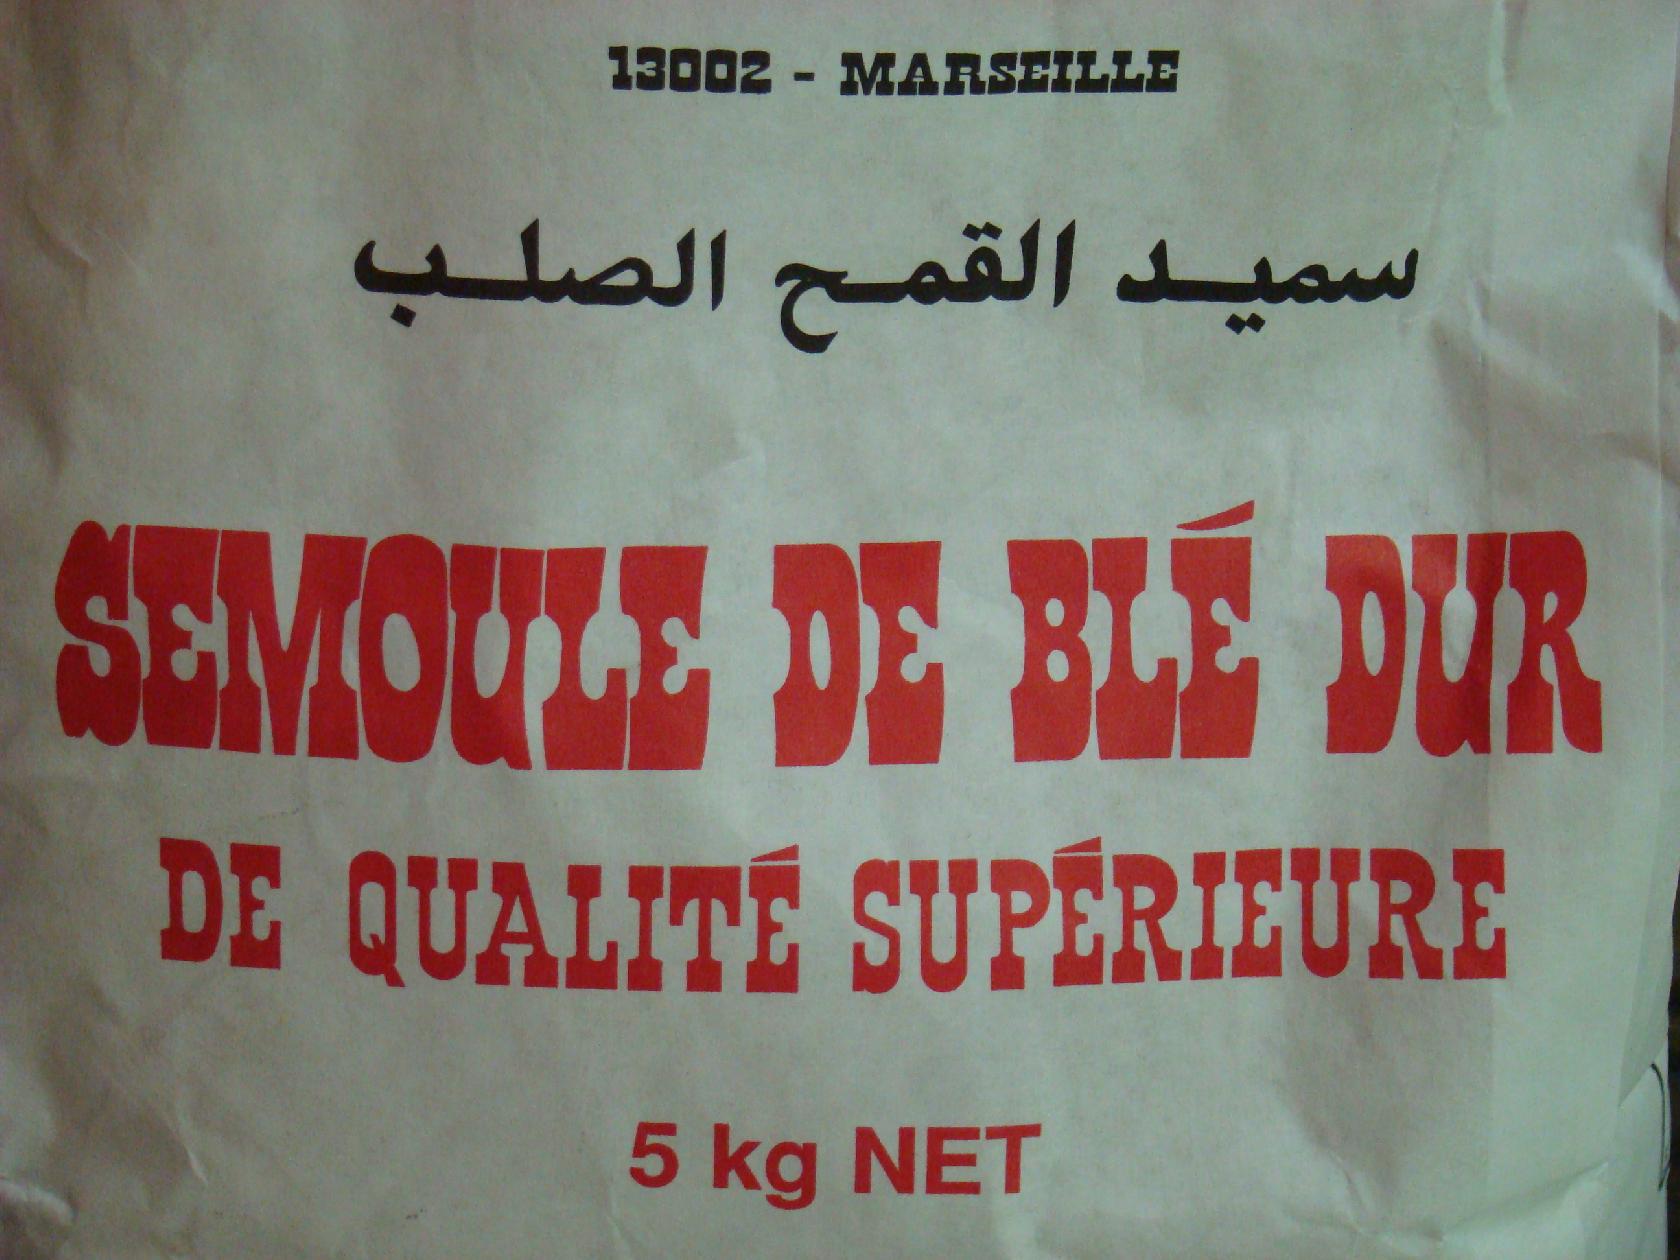 13002 - MARSEILLE
سميد القمح الصلب
SEMOULE DE BLÉ DUR
DE QUALITÉ SUPÉRIEURE
5 kg NET